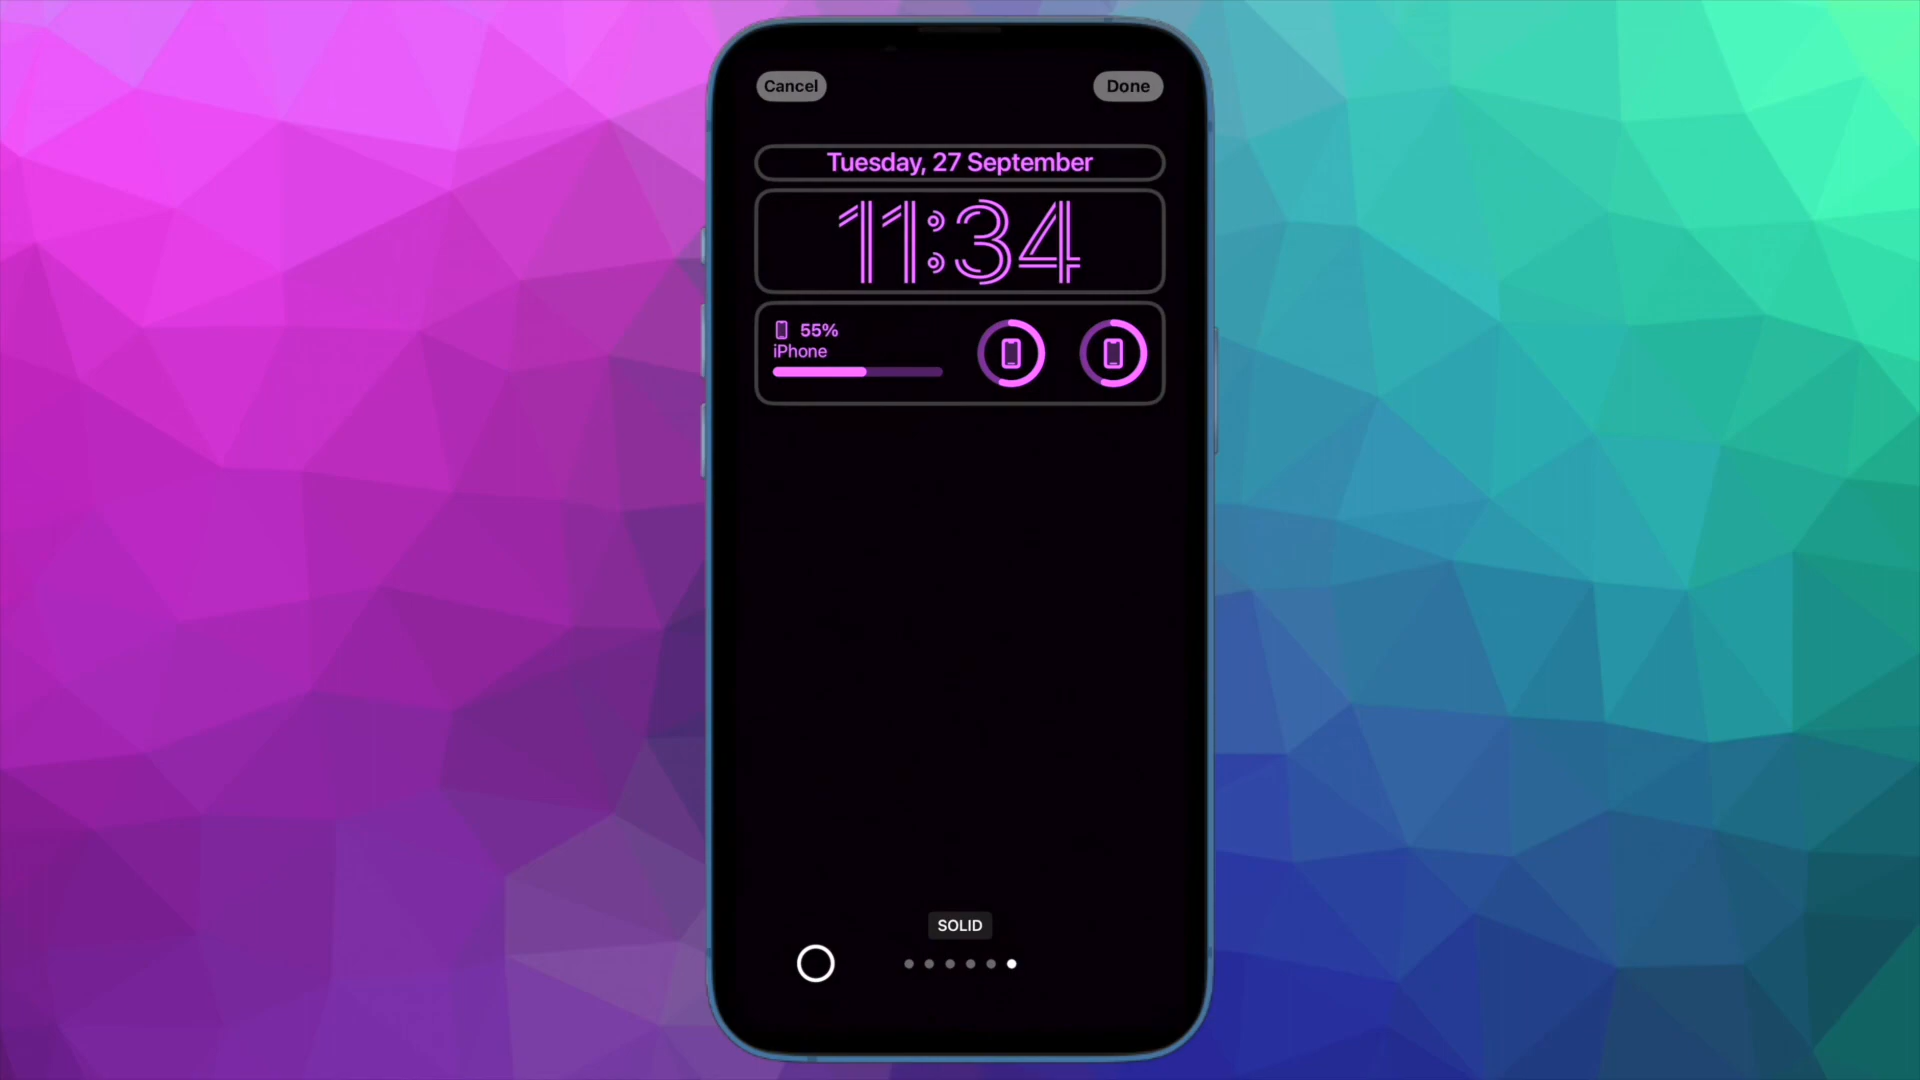 Cancel
Done
Tuesday, 27 September
11:34
55%
iPhone
SOLID